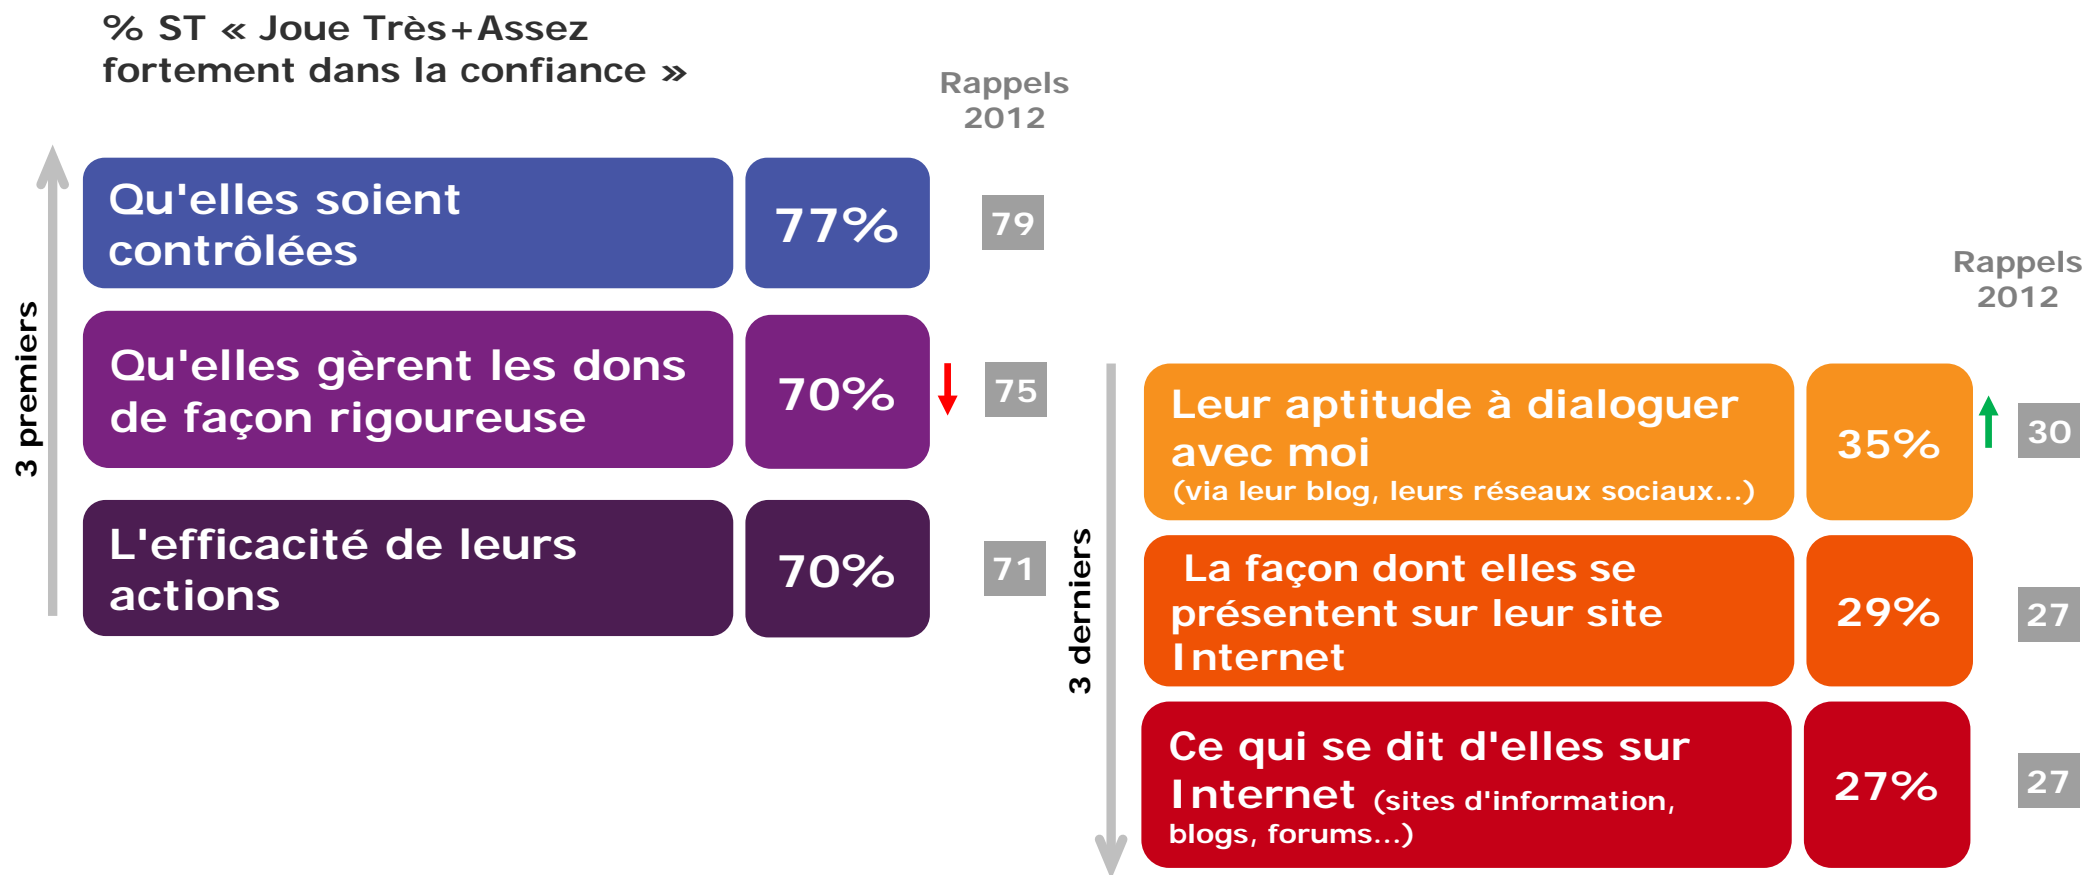 % ST « Joue Très+Assez
fortement dans la confiance »
Rappels
2012
3 premiers
Qu'elles soient
contrôlées
77%
79
Qu'elles gèrent les dons
de façon rigoureuse
70%
75
L'efficacité de leurs
actions
70%
71
Rappels
2012
3 derniers
Leur aptitude à dialoguer
avec moi
(via leur blog, leurs réseaux sociaux...)
35%
30
La façon dont elles se
présentent sur leur site
Internet
29%
27
Ce qui se dit d'elles sur
Internet (sites d'information,
blogs, forums...)
27%
27